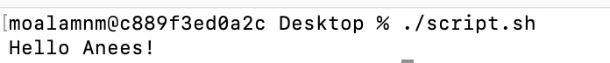 [moalamnm@c889f3ed0a2c Desktop % ./script.sh
Hello Anees!